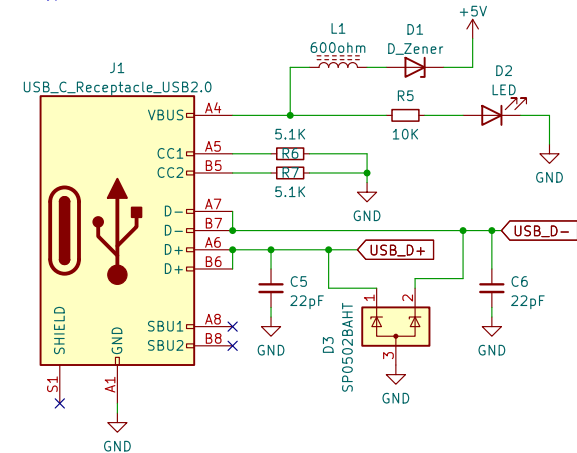 +5V
L1
600ohm
D1
D_Zener
J1
USB_C_Receptacle_USB2.0
D2
LED
R5
10K
VBUS
A4
GND
5.1K
CC1
A5
R6
CC2
B5
R7
5.1K
GND
D-
A7
D-
B7
USB_D-
D+
A6
USB_D+
D+
B6
C5
22pF
C6
22pF
1
2
SBU1
A8
SBU2
B8
GND
GND
D3
SP0502BAHT
3
SHIELD
GND
S1
A1
GND
GND